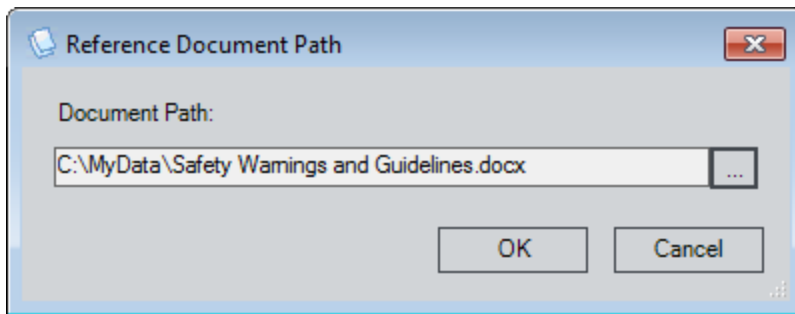 Reference Document Path
Document Path:
C:\MyData\Safety Warnings and Guidelines.docx
...
OK Cancel